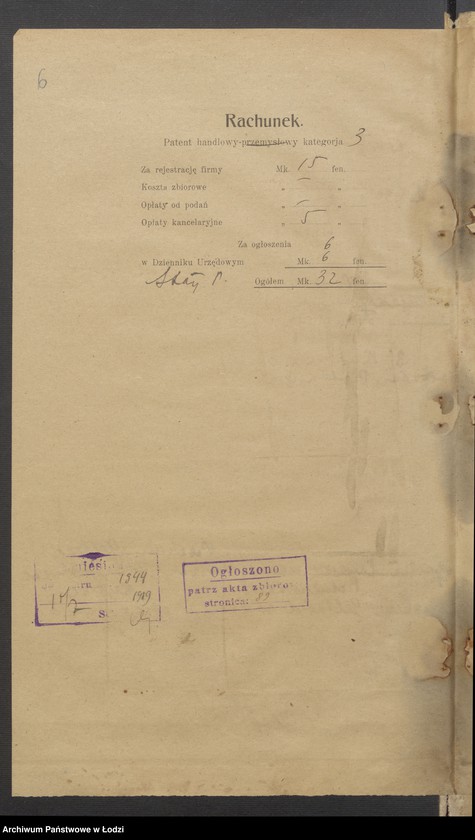 6
Rachunek.
Patent handlowy-przemysłowy kategorja 3
Za rejestrację firmy Mk. 15 fen.
Koszta zbiorowe " — "
Opłaty od podań " — "
Opłaty kancelaryjne " 5 "
Za ogłoszenia 6
w Dzienniku Urzędowym Mk. 6 fen.
Ogółem Mk. 32 fen.
1944
1919
Ogłoszono
patrz akta zbioro:
stronica:
Archiwum Państwowe w Łodzi